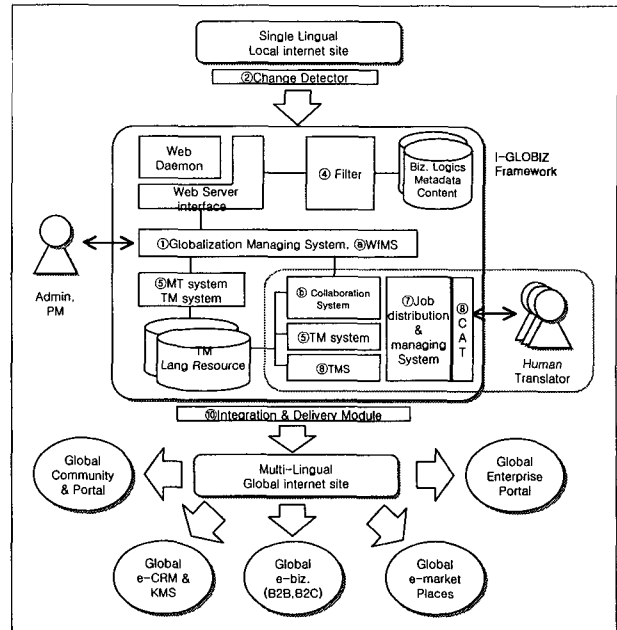 Single Lingual
Local internet site
②Change Detector
I-GLOBIZ
Framework
Web
Daemon
Web Server
interface
④ Filter
Biz. Logics
Metadata
Content
①Globalization Managing System, ⓐWfMS
Admin,
PM
⑤MT system
TM system
TM
Lang Resource
ⓑ Collaboration
System
⑤TM system
⑧TMS
⑦Job
distribution
&
managing
System
⑧
C
A
T
Human
Translator
⑩Integration & Delivery Module
Multi-Lingual
Global internet site
Global
Community
& Portal
Global
Enterprise
Portal
Global
e-CRM &
KMS
Global
e-biz.
(B2B,B2C)
Global
e-market
Places